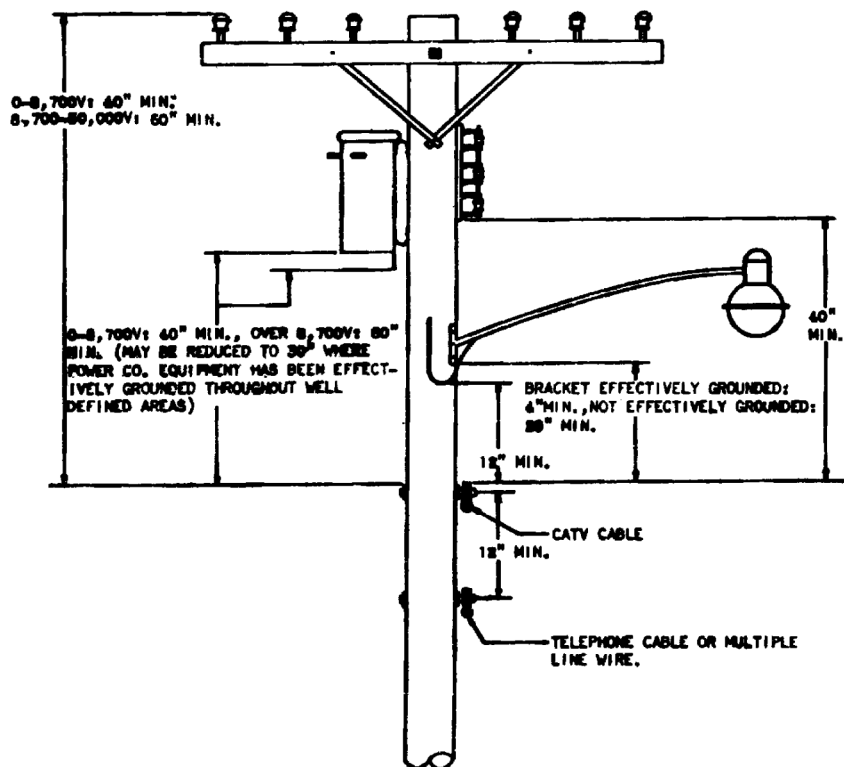 0-8,700V: 40" MIN.
8,700-50,000V: 60" MIN.
0-8,700V: 40" MIN., OVER 8,700V: 60"
MIN. (MAY BE REDUCED TO 30" WHERE
POWER CO. EQUIPMENT HAS BEEN EFFECT-
IVELY GROUNDED THROUGHOUT WELL
DEFINED AREAS)
40"
MIN.
BRACKET EFFECTIVELY GROUNDED:
4"MIN.,NOT EFFECTIVELY GROUNDED:
MIN.
12" MIN.
CATV CABLE
12" MIN.
TELEPHONE CABLE OR MULTIPLE
LINE WIRE.